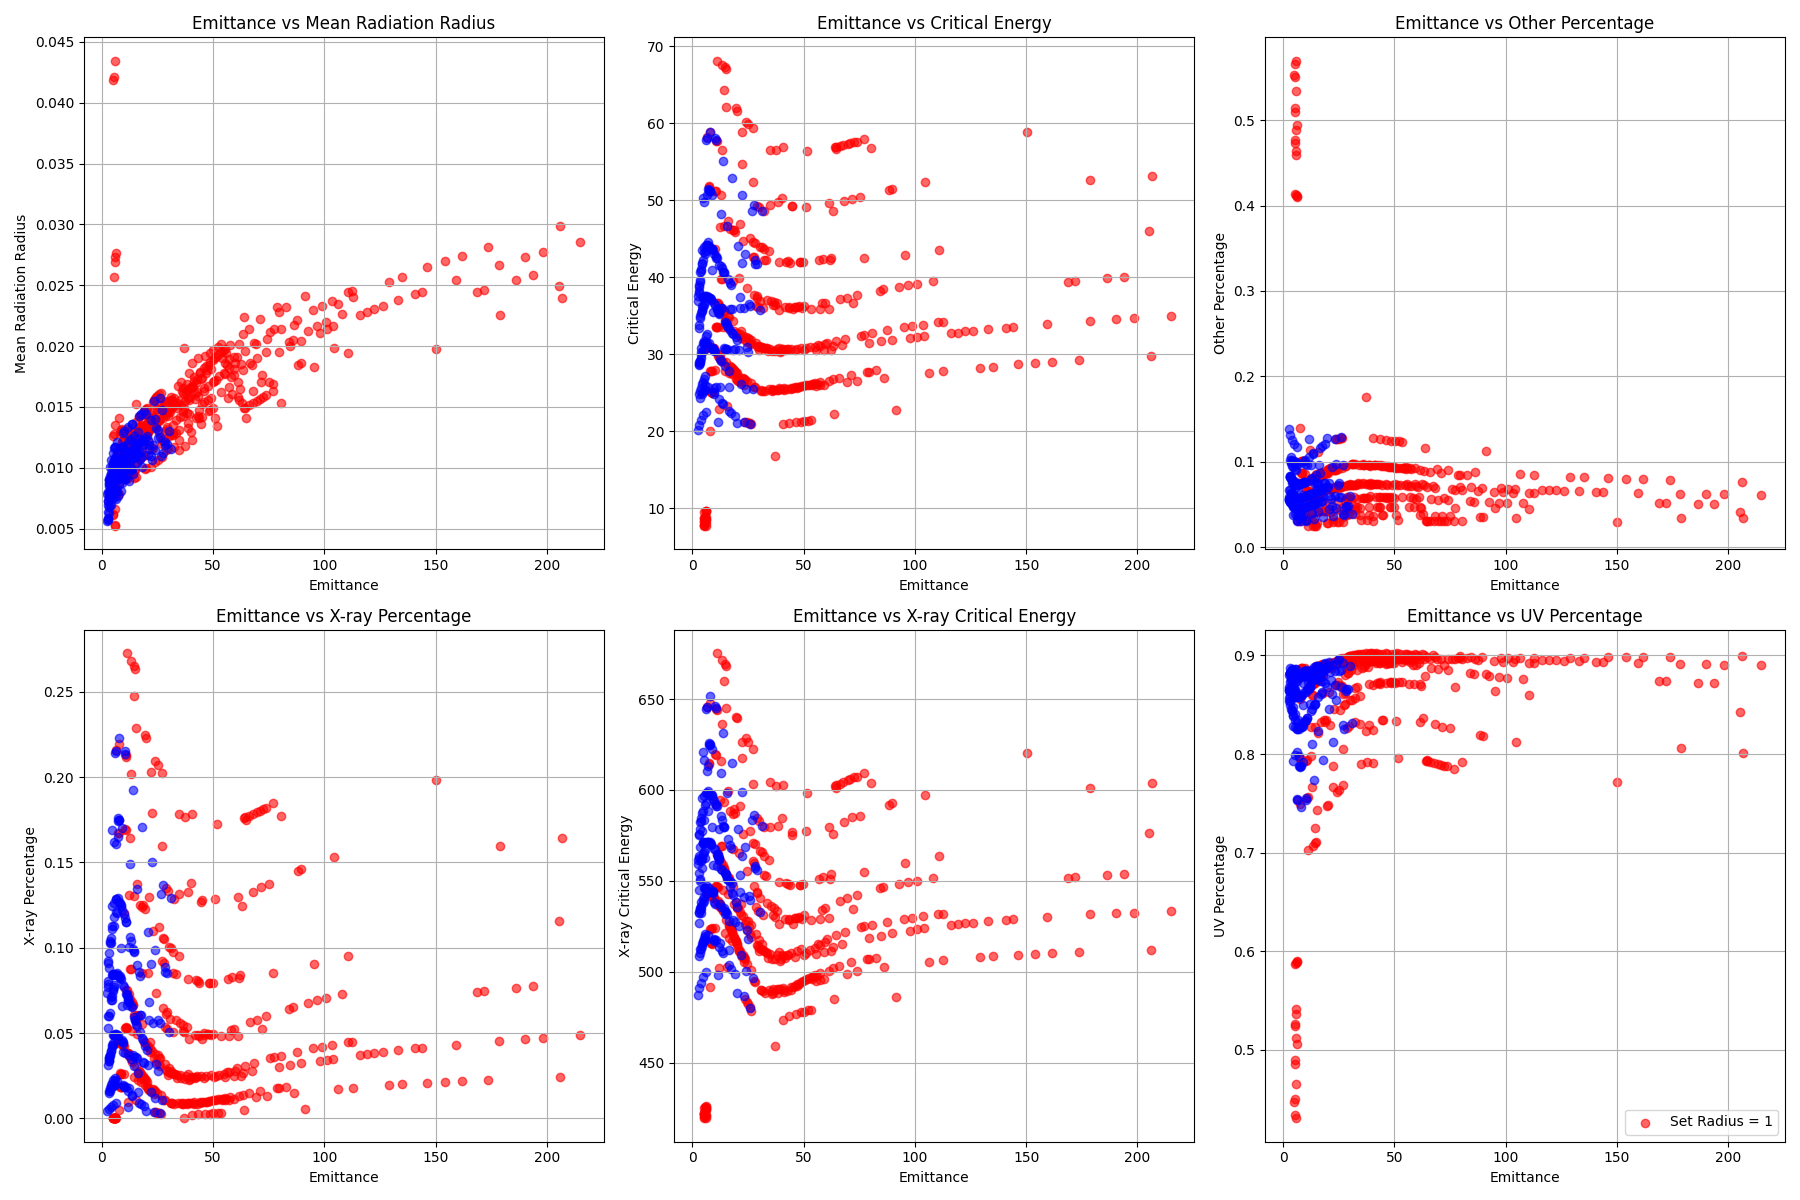 Emittance vs Mean Radiation Radius
0.045
0.040
0.035
0.030
0.025
0.020
0.015
0.010
0.005
Mean Radiation Radius
0 50 100 150 200
Emittance
Emittance vs Critical Energy
70
60
50
40
30
20
10
Critical Energy
0 50 100 150 200
Emittance
Emittance vs Other Percentage
0.5
0.4
0.3
0.2
0.1
0.0
Other Percentage
0 50 100 150 200
Emittance
Emittance vs X-ray Percentage
0.25
0.20
0.15
0.10
0.05
0.00
X-ray Percentage
0 50 100 150 200
Emittance
Emittance vs X-ray Critical Energy
650
600
550
500
450
X-ray Critical Energy
0 50 100 150 200
Emittance
Emittance vs UV Percentage
0.9
0.8
0.7
0.6
0.5
UV Percentage
Set Radius = 1
0 50 100 150 200
Emittance